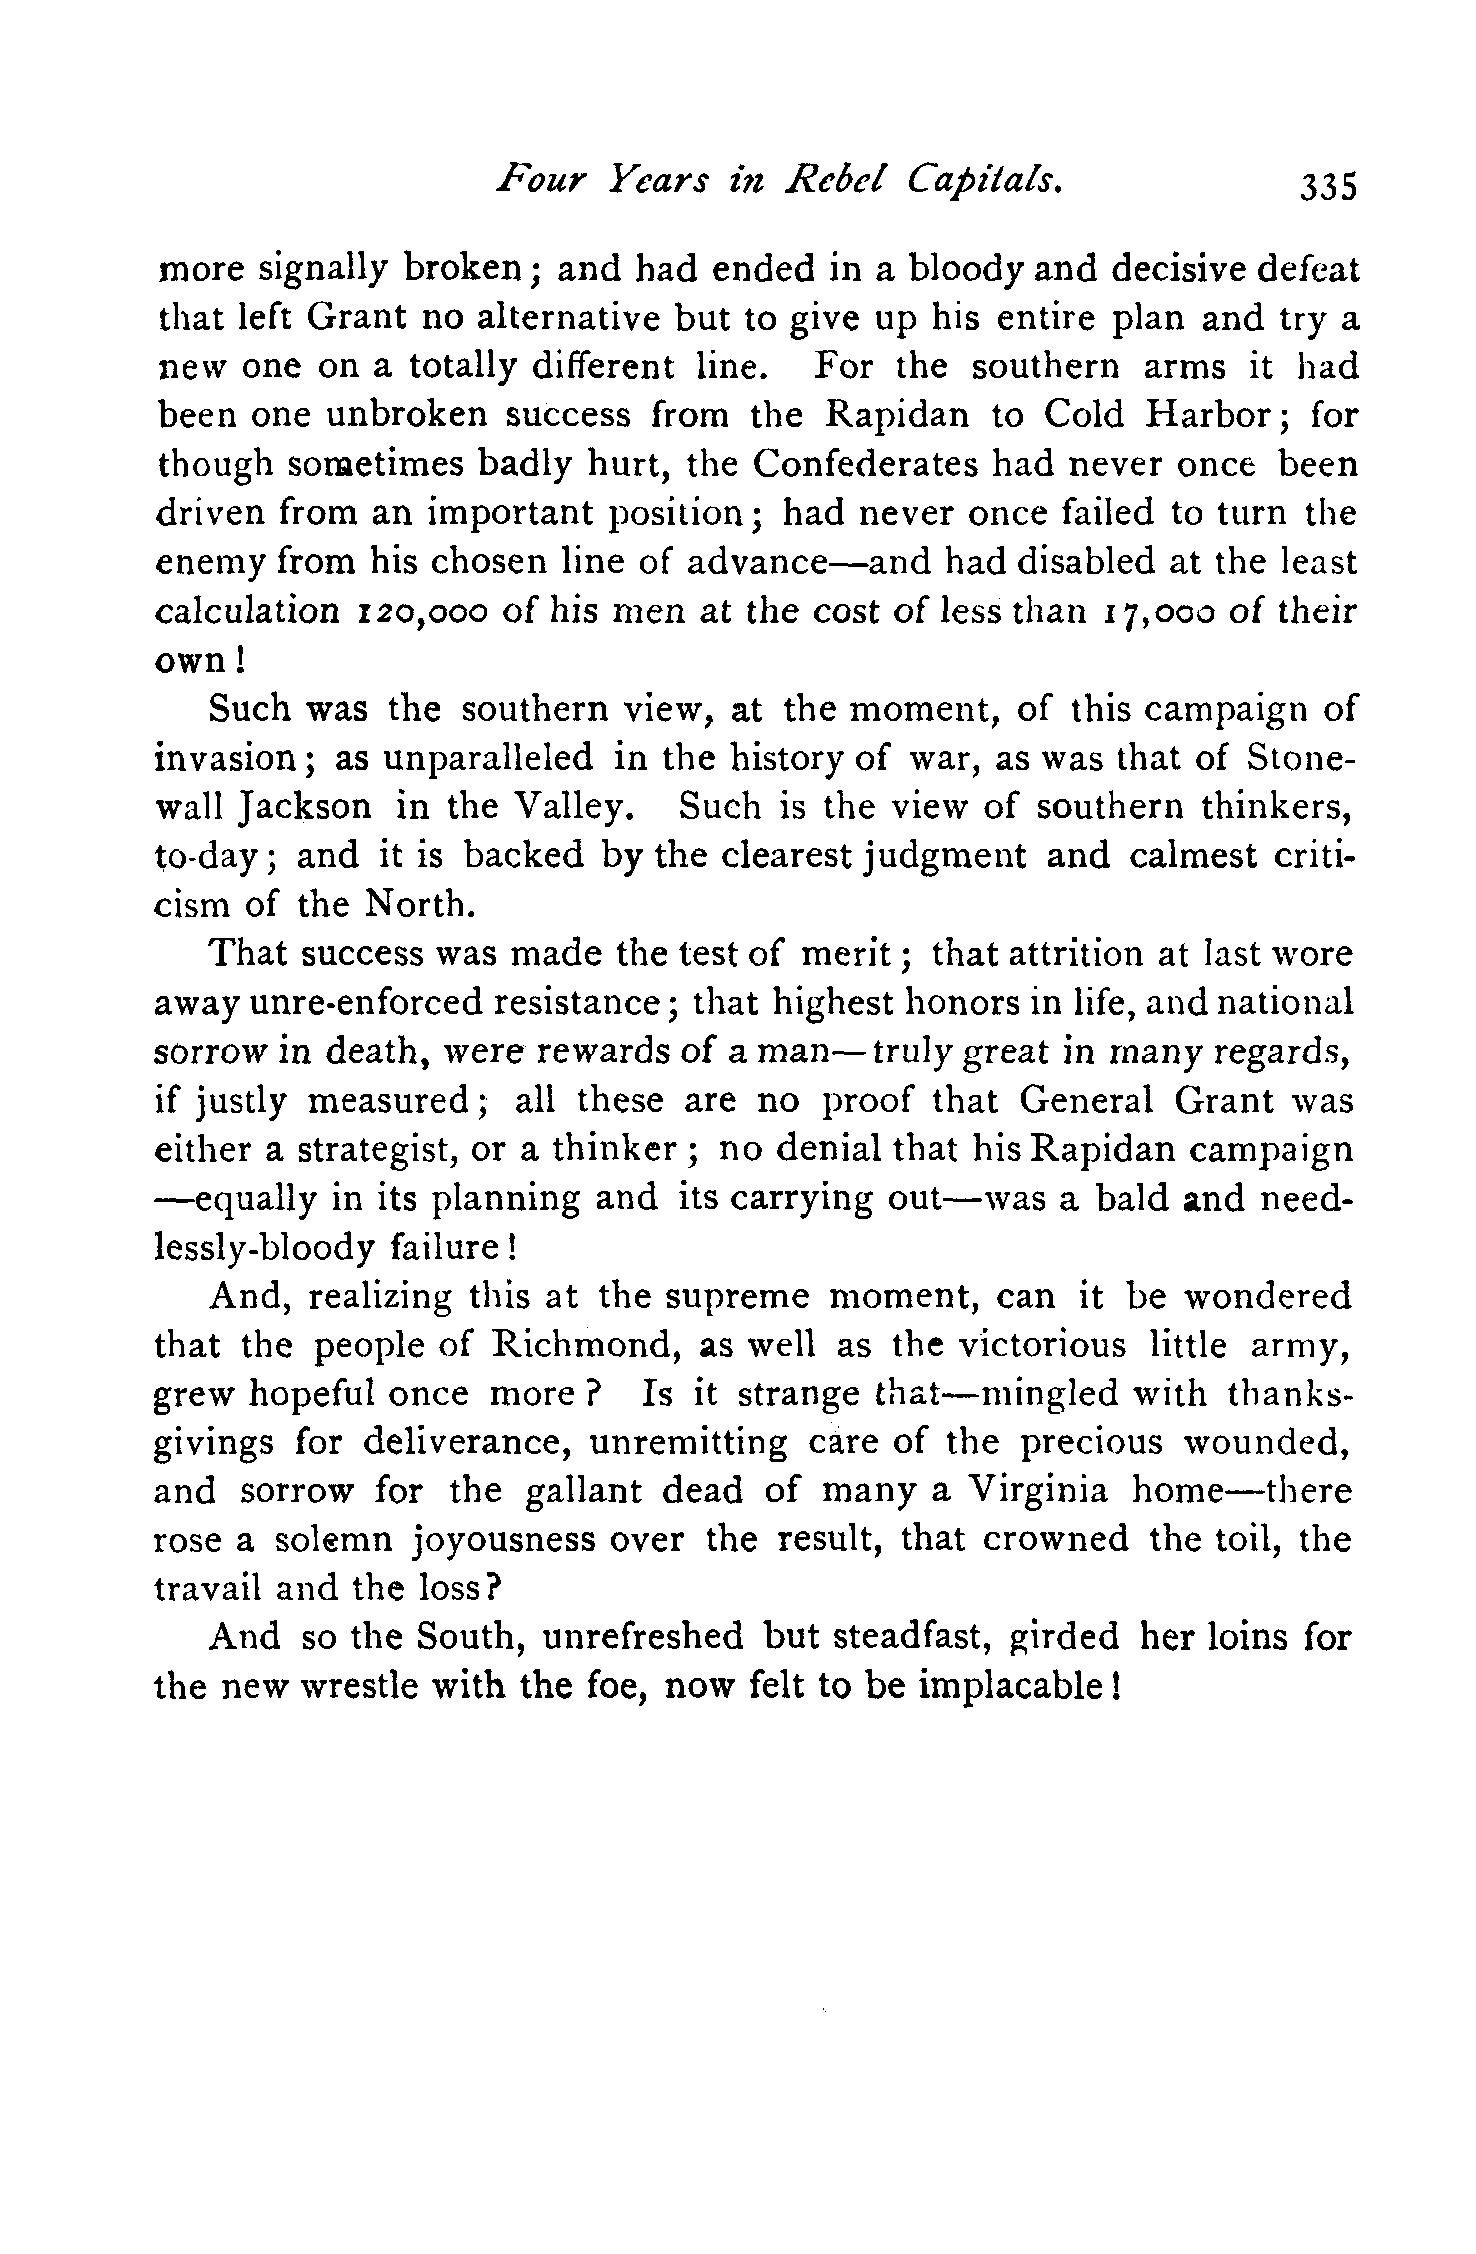 Four Years in Rebel Capitals. 335
more signally broken; and had ended in a bloody and decisive defeat
that left Grant no alternative but to give up his entire plan and try a
new one on a totally different line. For the southern arms it had
been one unbroken success from the Rapidan to Cold Harbor; for
though sometimes badly hurt, the Confederates had never once been
driven from an important position; had never once failed to turn the
enemy from his chosen line of advance—and had disabled at the least
calculation 120,000 of his men at the cost of less than 17,000 of their
own!
Such was the southern view, at the moment, of this campaign of
invasion; as unparalleled in the history of war, as was that of Stone-
wall Jackson in the Valley. Such is the view of southern thinkers,
to-day; and it is backed by the clearest judgment and calmest criti-
cism of the North.
That success was made the test of merit; that attrition at last wore
away unre-enforced resistance; that highest honors in life, and national
sorrow in death, were rewards of a man—truly great in many regards,
if justly measured; all these are no proof that General Grant was
either a strategist, or a thinker; no denial that his Rapidan campaign
—equally in its planning and its carrying out—was a bald and need-
lessly-bloody failure!
And, realizing this at the supreme moment, can it be wondered
that the people of Richmond, as well as the victorious little army,
grew hopeful once more? Is it strange that—mingled with thanks-
givings for deliverance, unremitting care of the precious wounded,
and sorrow for the gallant dead of many a Virginia home—there
rose a solemn joyousness over the result, that crowned the toil, the
travail and the loss?
And so the South, unrefreshed but steadfast, girded her loins for
the new wrestle with the foe, now felt to be implacable!